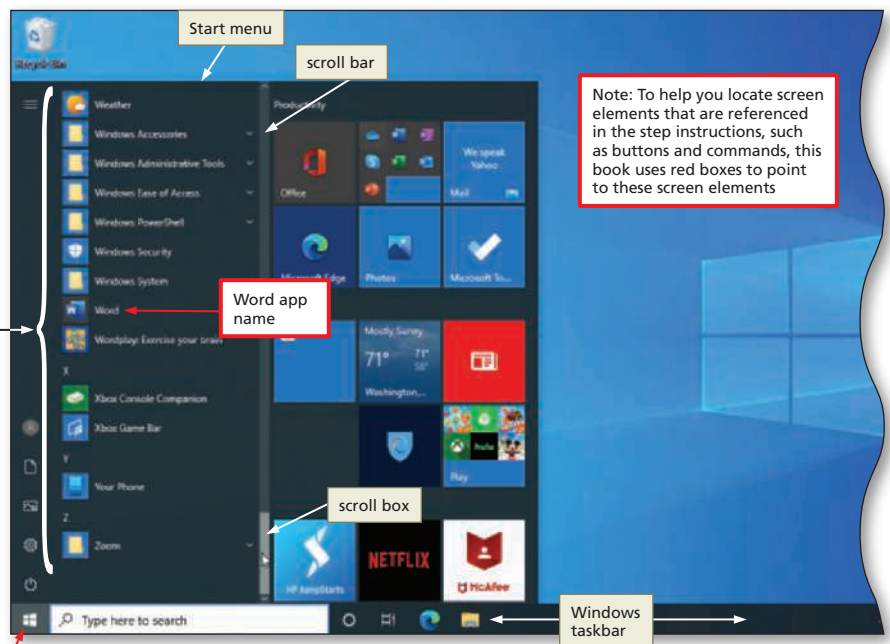 Start menu
scroll bar
Recycle Bin
Note: To help you locate screen
elements that are referenced
in the step instructions, such
as buttons and commands, this
book uses red boxes to point
to these screen elements
Weather
Windows Accessories
Windows Administrative Tools
Windows Ease of Access
Windows PowerShell
Windows Security
Windows System
Word
Wordplay: Exercise your brain
X
Xbox Console Companion
Xbox Game Bar
Y
Your Phone
Z
Zoom
Word app
name
Productivity
Office
We speak
Yahoo
Mail
Microsoft Edge
Photos
Microsoft To...
Mostly Sunny
71°
71°
Washington,...
hulu
Play
scroll box
HP JumpStarts
NETFLIX
McAfee
Type here to search
Windows
taskbar